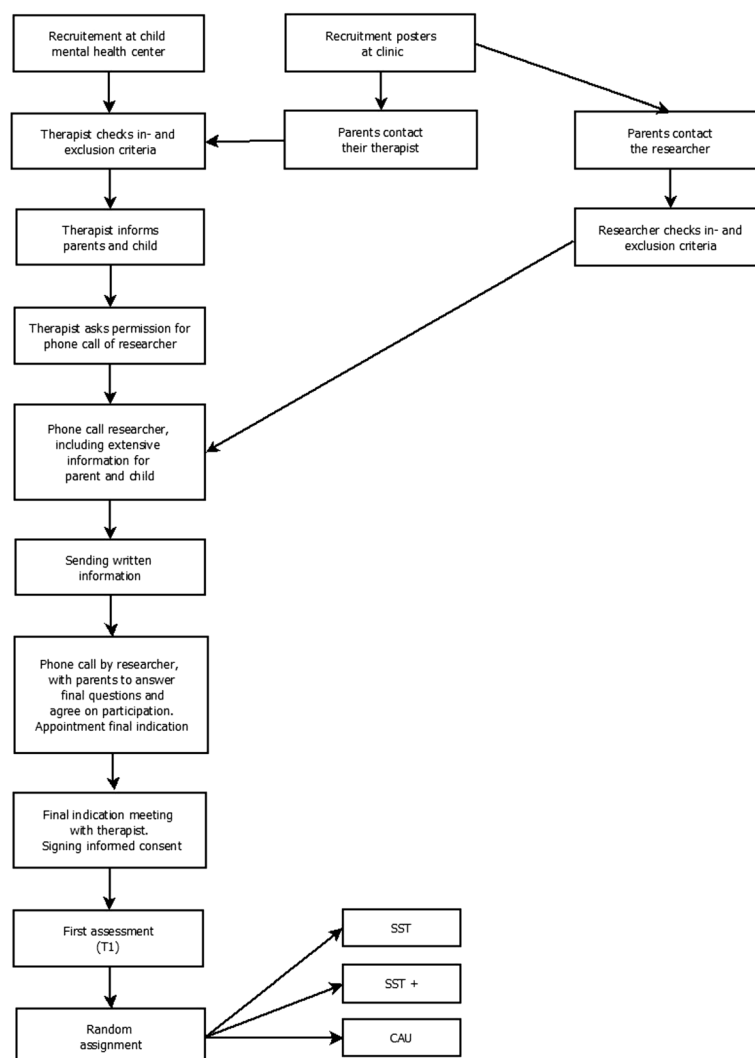 Recruitement at child
mental health center
Recruitment posters
at clinic
Therapist checks in- and
exclusion criteria
Parents contact
their therapist
Parents contact
the researcher
Therapist informs
parents and child
Researcher checks in- and
exclusion criteria
Therapist asks permission for
phone call of researcher
Phone call researcher,
including extensive
information for
parent and child
Sending written
information
Phone call by researcher,
with parents to answer
final questions and
agree on participation.
Appointment final indication
Final indication meeting
with therapist.
Signing informed consent
First assessment
(T1)
SST
SST +
Random
assignment
CAU